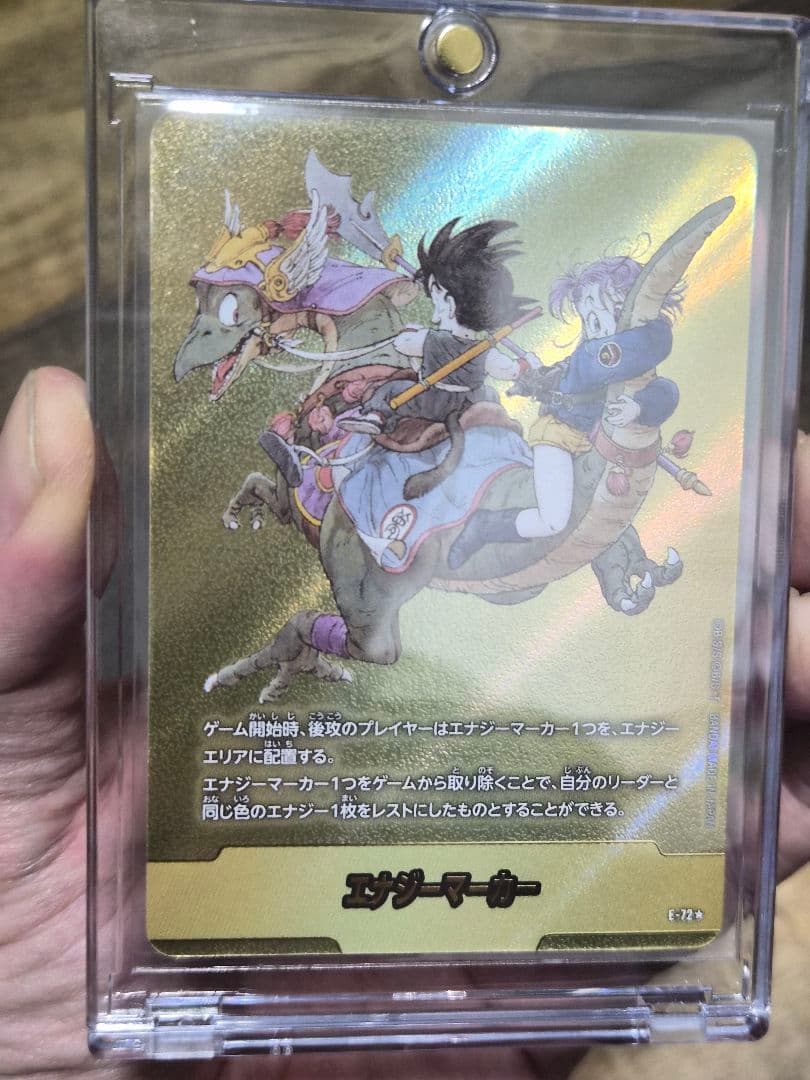 ゲーム開始時、後攻のプレイヤーはエナジーマーカー1つを、エナジー
エリアに配置する。
エナジーマーカー1つをゲームから取り除くことで、自分のリーダーと
同じ色のエナジー1枚をレストにしたものとすることができる。
エナジーマーカー
E-72★